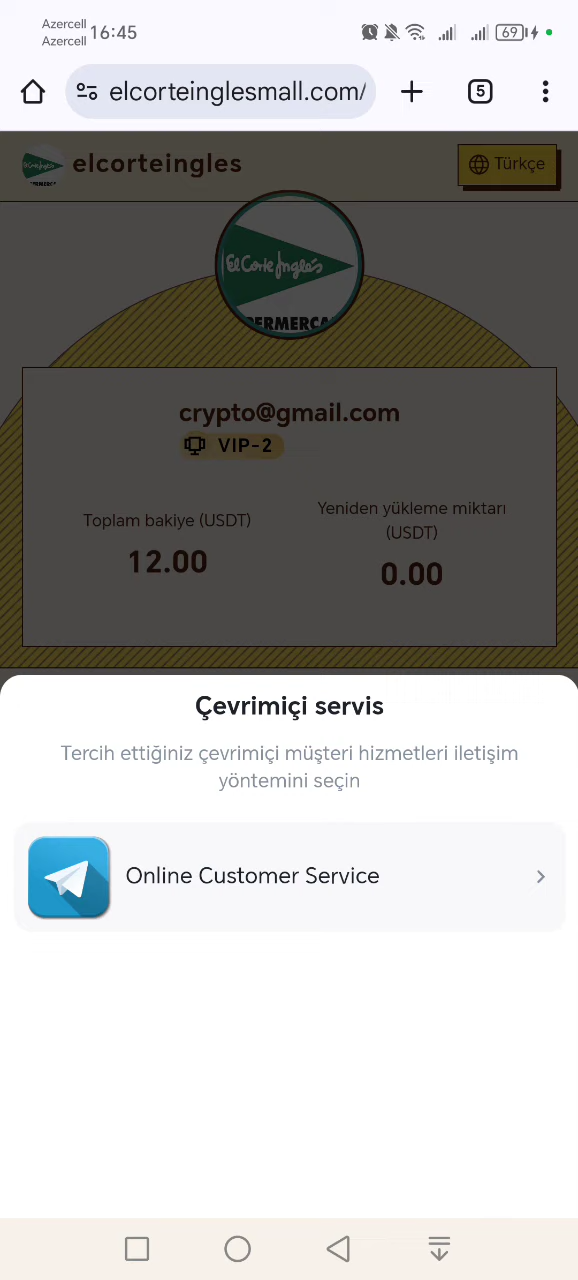 Azercell
Azercell
16:45
69
elcorteinglesmall.com/
5
elcorteingles
Türkçe
El Corte Inglés
PERMERCA
crypto@gmail.com
VIP-2
Toplam bakiye (USDT)
12.00
Yeniden yükleme miktarı
(USDT)
0.00
Çevrimiçi servis
Tercih ettiğiniz çevrimiçi müşteri hizmetleri iletişim
yöntemini seçin
Online Customer Service